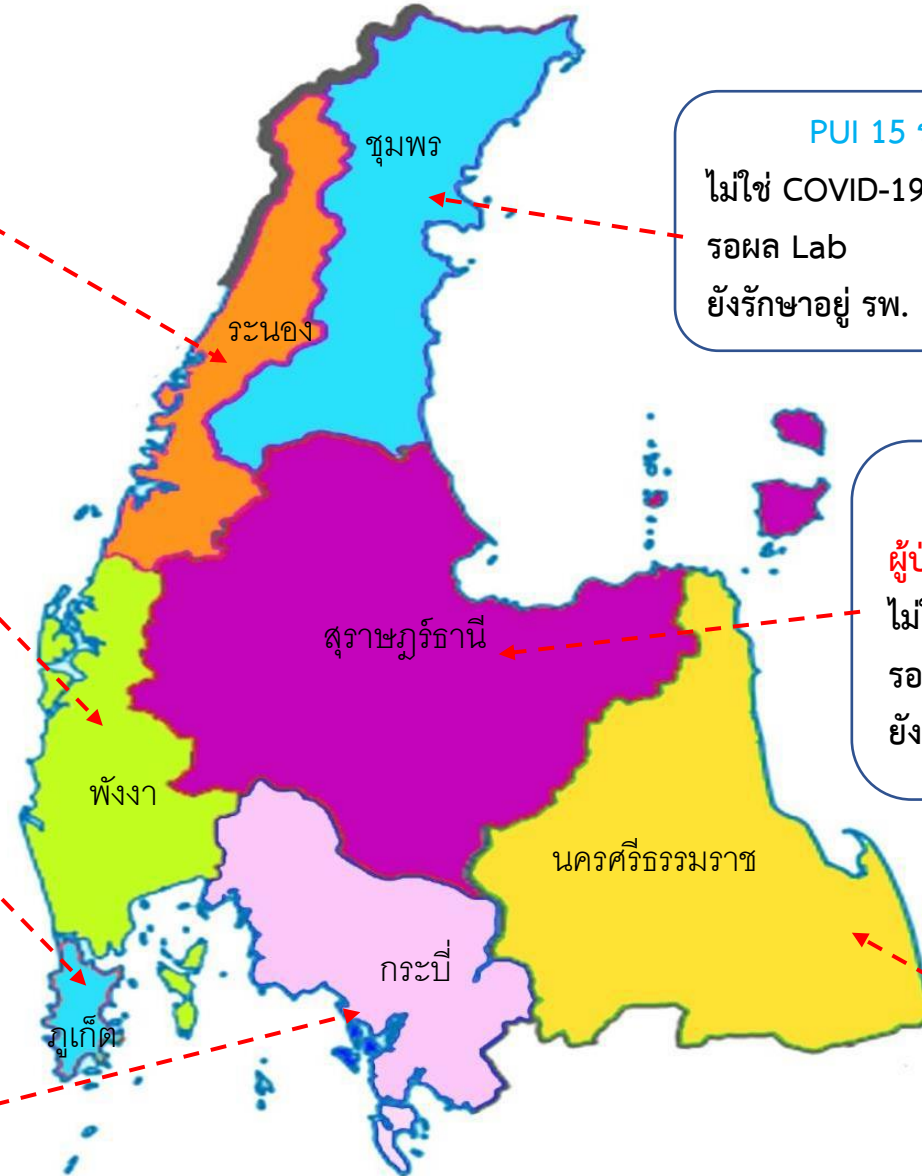 ชุมพร
PUI 15
ไม่ใช่ COVID-19
รอผล Lab
ยังรักษาอยู่ รพ.
ระนอง
สุราษฎร์ธานี
พังงา
นครศรีธรรมราช
กระบี่
ภูเก็ต